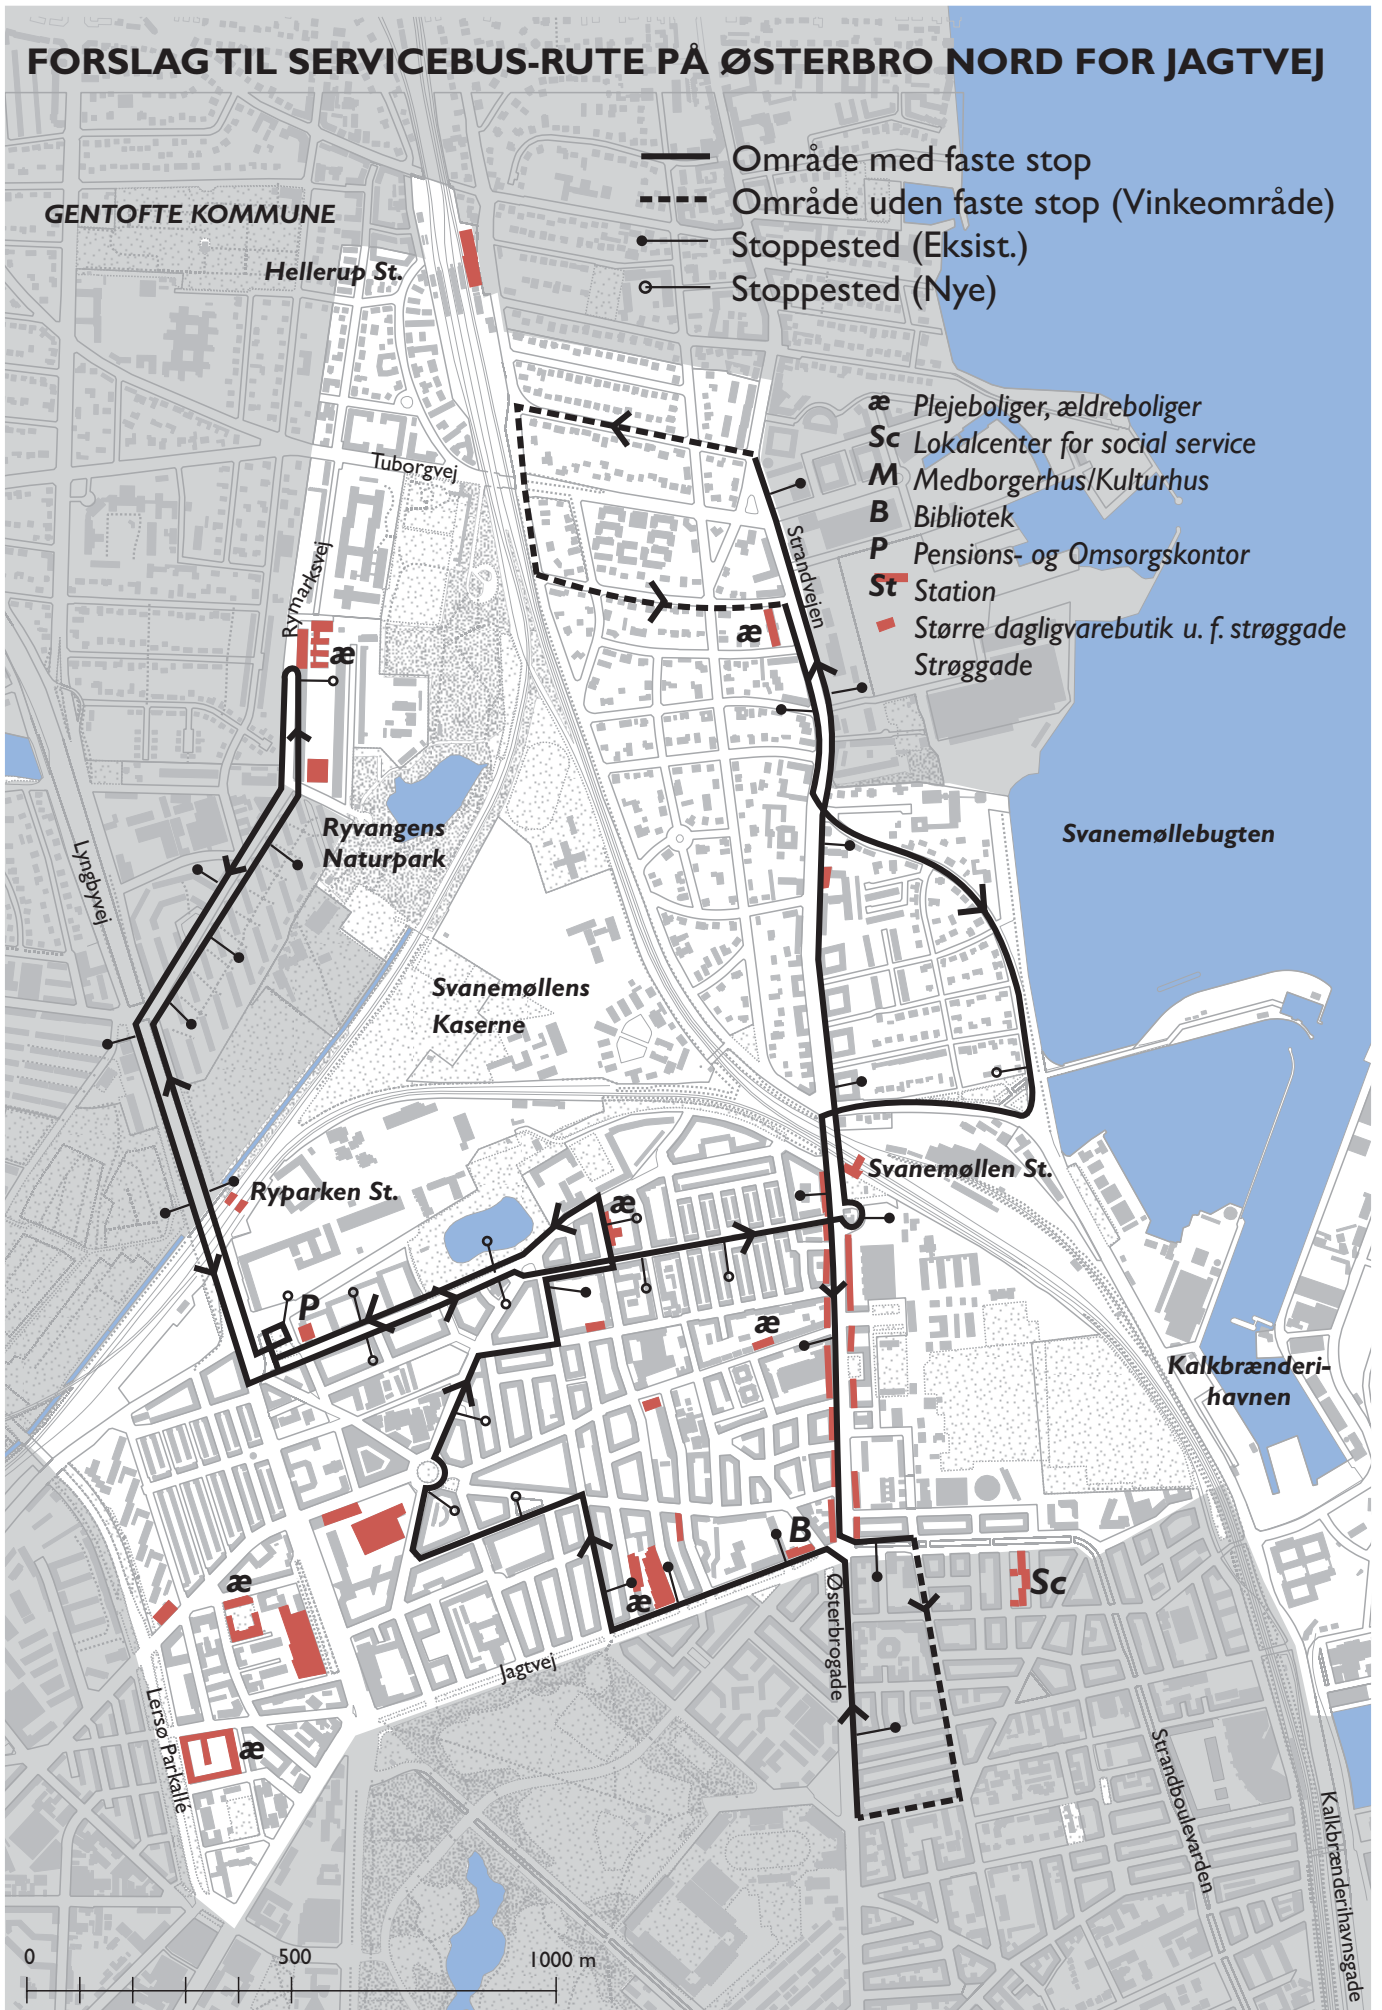 FORSLAG TIL SERVICEBUS-RUTE PÅ ØSTERBRO NORD FOR JAGTVEJ
Område med faste stop
Område uden faste stop (Vinkeområde)
Stoppested (Eksist.)
Stoppested (Nye)
GENTOFTE KOMMUNE
Hellerup St.
æ Plejeboliger, ældreboliger
Sc Lokalcenter for social service
M Medborgerhus/Kulturhus
B Bibliotek
P Pensions- og Omsorgskontor
St Station
Større dagligvarebutik u. f. strøggade
Strøggade
Tuborgvej
Strandvejen
Rymarksvej
æ
æ
Ryvangens
Naturpark
Svanemøllebugten
Lyngbyvej
Svanemøllens
Kaserne
Svanemøllen St.
Ryparken St.
æ
P
æ
Kalkbrænderi-
havnen
B
æ
Sc
æ
Østerbrogade
Jagtvej
Lersø Parkallé
æ
Strandboulevarden
Kalkbrænderihavnsgade
0 500 1000 m